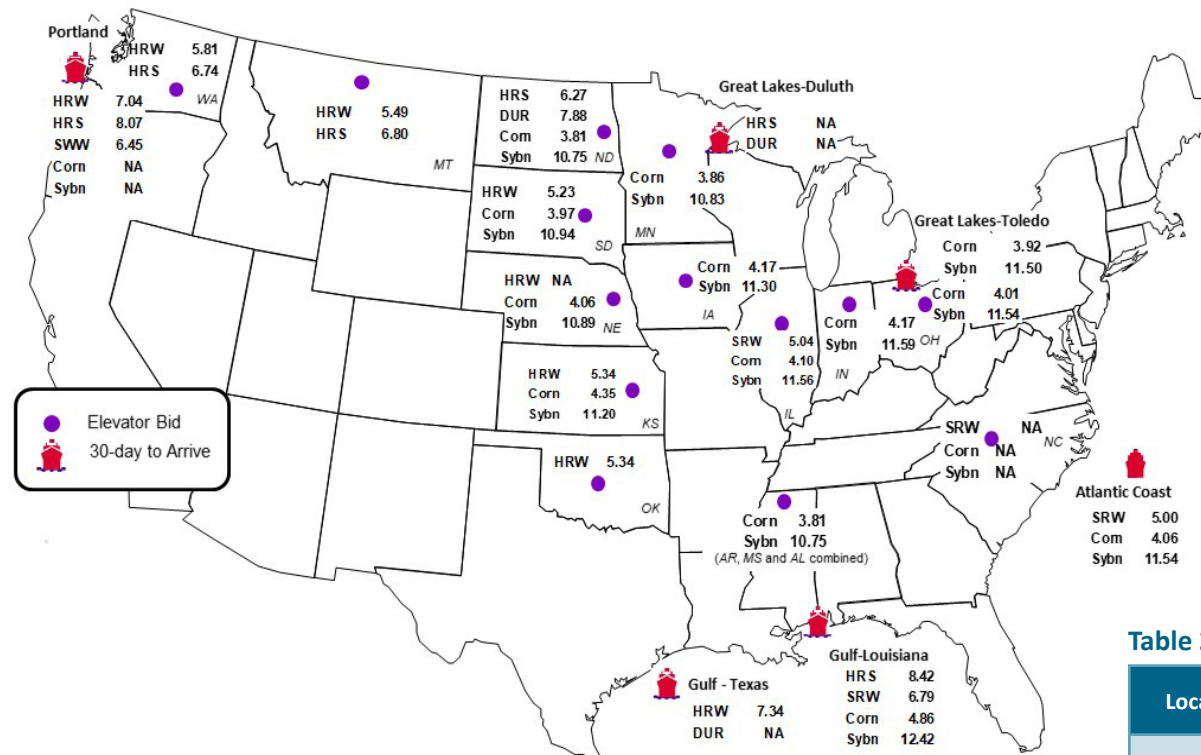 Portland
HRW 5.81
HRS 6.74
WA
HRW 7.04
HRS 8.07
SWW 6.45
Corn NA
Sybn NA
HRW 5.49
HRS 6.80
MT
HRS 6.27
DUR 7.88
Corn 3.81
Sybn 10.75
ND
HRW 5.23
Corn 3.97
Sybn 10.94
SD
HRW NA
Corn 4.06
Sybn 10.89
NE
HRW 5.34
Corn 4.35
Sybn 11.20
KS
HRW 5.34
OK
Great Lakes-Duluth
HRS NA
DUR NA
Corn 3.86
Sybn 10.83
MN
Corn 4.17
Sybn 11.30
IA
SRW 5.04
Corn 4.10
Sybn 11.56
IL
Corn 4.17
Sybn 11.59
IN
Great Lakes-Toledo
Corn 3.92
Sybn 11.50
Corn 4.01
Sybn 11.54
OH
SRW NA
Corn NA
Sybn NA
NC
Corn 3.81
Sybn 10.75
(AR, MS and AL combined)
Atlantic Coast
SRW 5.00
Corn 4.06
Sybn 11.54
Gulf - Texas
HRW 7.34
DUR NA
Gulf-Louisiana
HRS 8.42
SRW 6.79
Corn 4.86
Sybn 12.42
Elevator Bid
30-day to Arrive
Table
Loca